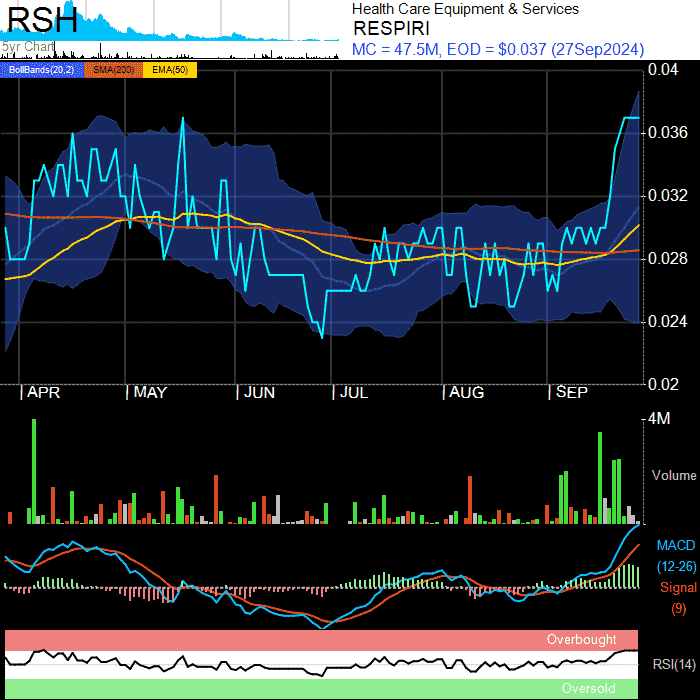 RSH
5yr Chart
Health Care Equipment & Services
RESPIRI
MC = 47.5M, EOD = $0.037 (27Sep2024)
BollBands(20,2) SMA(200) EMA(50)
0.04
0.036
0.032
0.028
0.024
0.02
APR MAY JUN JUL AUG SEP
4M
Volume
MACD
(12-26)
Signal
(9)
Overbought
RSI(14)
Oversold